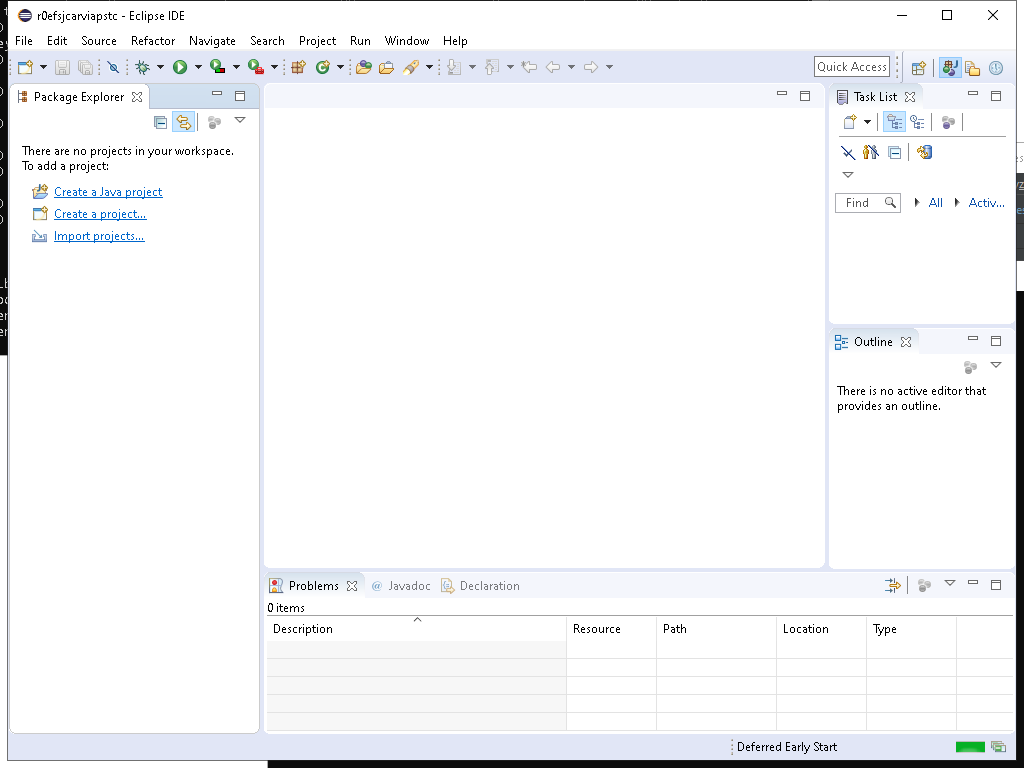 r0efsjcarviapstc - Eclipse IDE
File Edit Source Refactor Navigate Search Project Run Window Help
Quick Access
Package Explorer
There are no projects in your workspace.
To add a project:
Create a Java project
Create a project...
Import projects...
Task List
Find All Activ...
Outline
There is no active editor that
provides an outline.
Problems @ Javadoc Declaration
0 items
Description Resource Path Location Type
Deferred Early Start